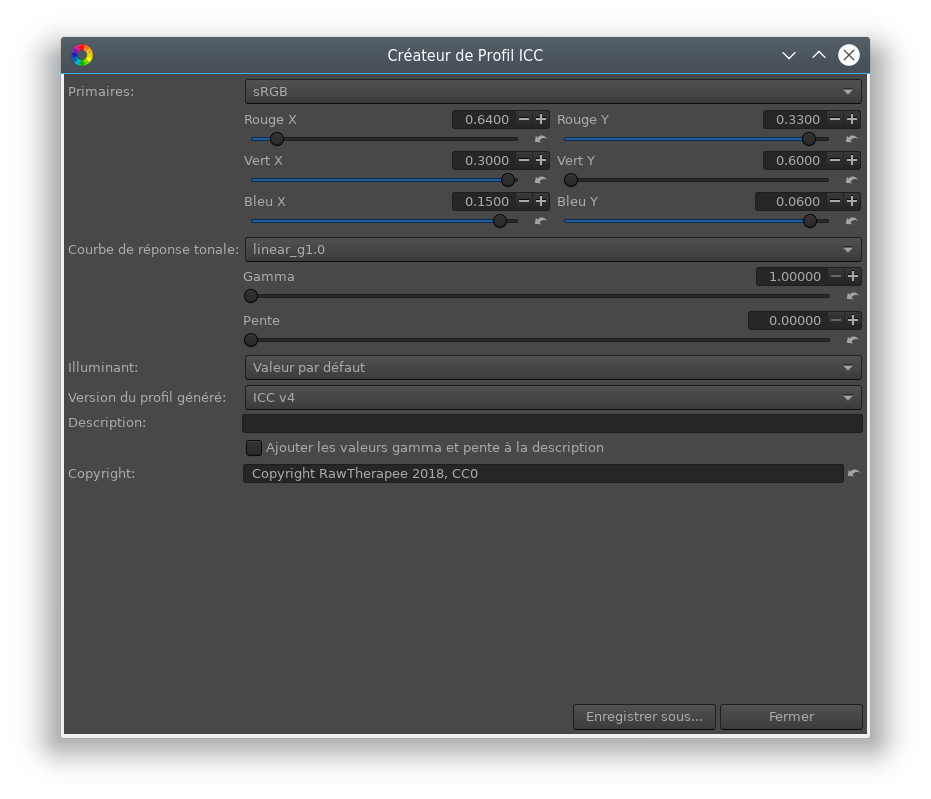 Créateur de Profil ICC
Primaires: sRGB
Rouge X 0.6400 Rouge Y 0.3300
Vert X 0.3000 Vert Y 0.6000
Bleu X 0.1500 Bleu Y 0.0600
Courbe de réponse tonale: linear_g1.0
Gamma 1.00000
Pente 0.00000
Illuminant: Valeur par défaut
Version du profil généré: ICC v4
Description:
Ajouter les valeurs gamma et pente à la description
Copyright: Copyright RawTherapee 2018, CC0
Enregistrer sous... Fermer